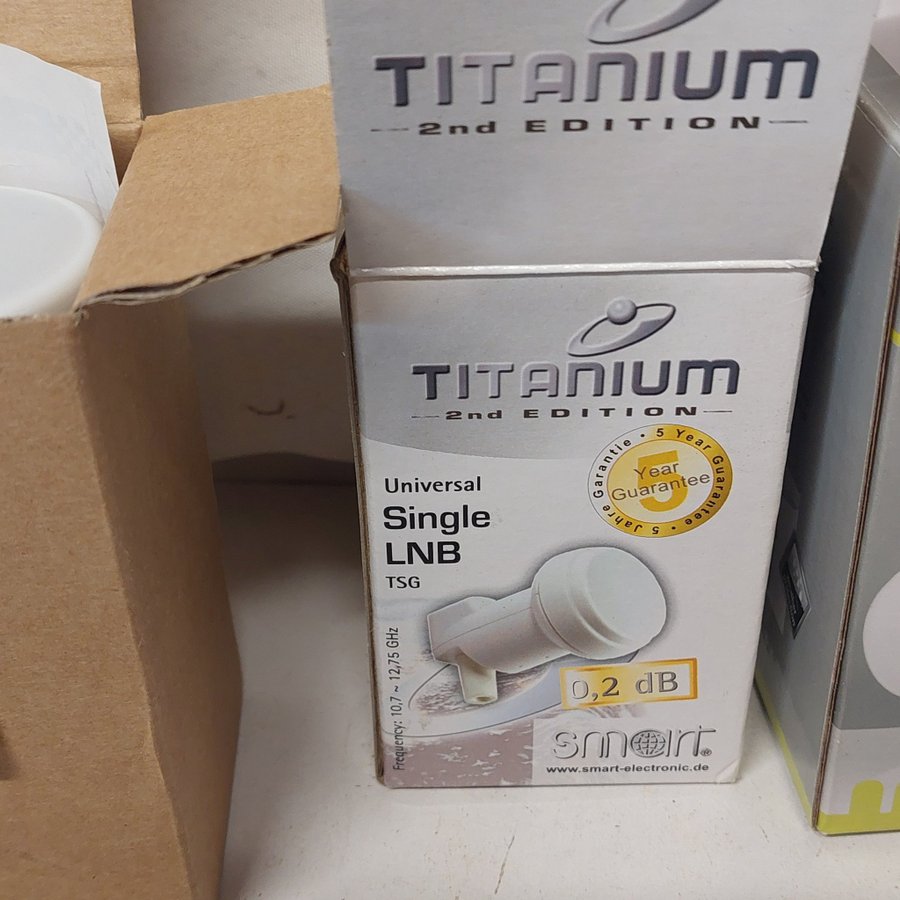 TITANIUM
2nd EDITION
TITANIUM
2nd EDITION
5 Year Guarantee • 5 Jahre Garantie •
5
Year
Guarantee
Universal
Single
LNB
TSG
Frequency: 10,7 ~ 12,75 GHz
0,2 dB
smart®
www.smart-electronic.de